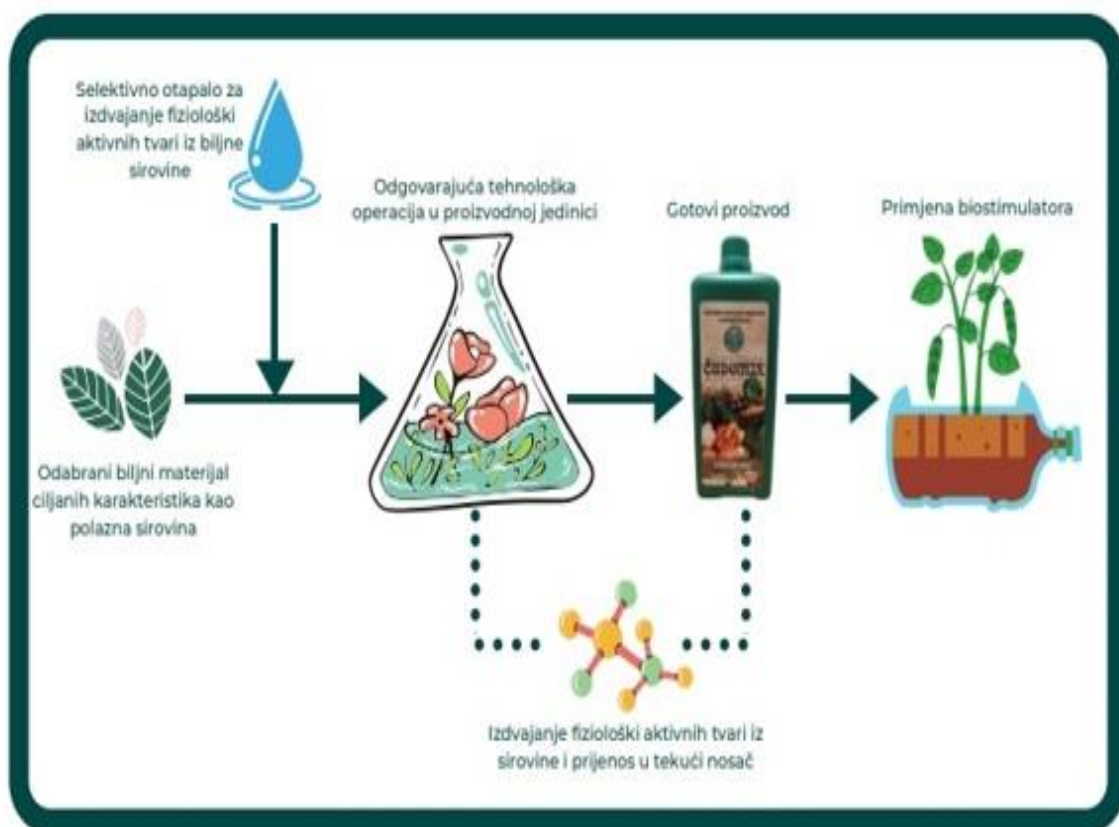 Selektivno otapalo za
izdvajanje fiziološki
aktivnih tvari iz biljne
sirovine
Odgovarajuća tehnološka
operacija u proizvodnoj jedinici
Gotovi proizvod
Primjena biostimulatora
Odabrani biljni materijal
ciljanih karakteristika kao
polazna sirovina
Izdvajanje fiziološki aktivnih tvari iz
sirovine i prijenos u tekući nosač